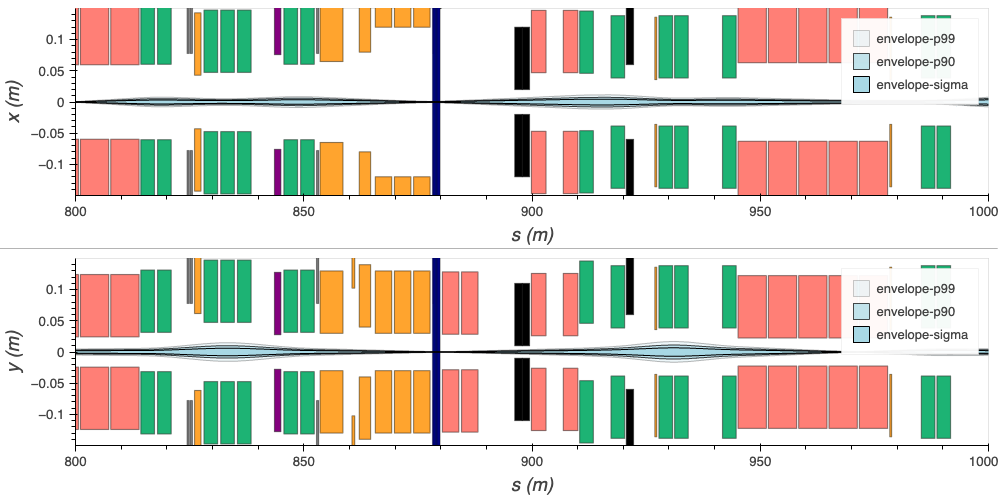 0.1
0.05
0
−0.05
−0.1
x (m)
envelope-p99
envelope-p90
envelope-sigma
800
850
900
950
1000
s (m)
0.1
0.05
0
−0.05
−0.1
y (m)
envelope-p99
envelope-p90
envelope-sigma
800
850
900
950
1000
s (m)